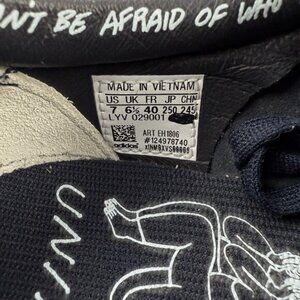 N'T BE AFRAID OF WHO
MADE IN VIETNAM
US UK FR JP CHN
7 6½ 40 250 245
LYV 029001
ART EH1806
#124978740
adidas
UNI